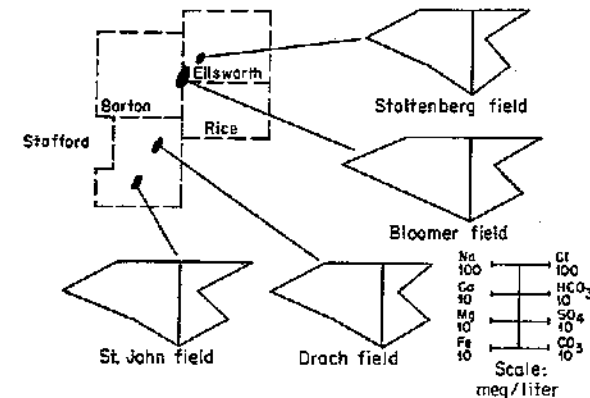 Ellsworth
Stoltenberg field
Barton
Rice
Stafford
Bloomer field
Na 100
Cl 100
Ca 10
HCO3 10
Mg 10
SO4 10
Fe 10
CO3 10
St. John field
Drach field
Scale:
meq/liter